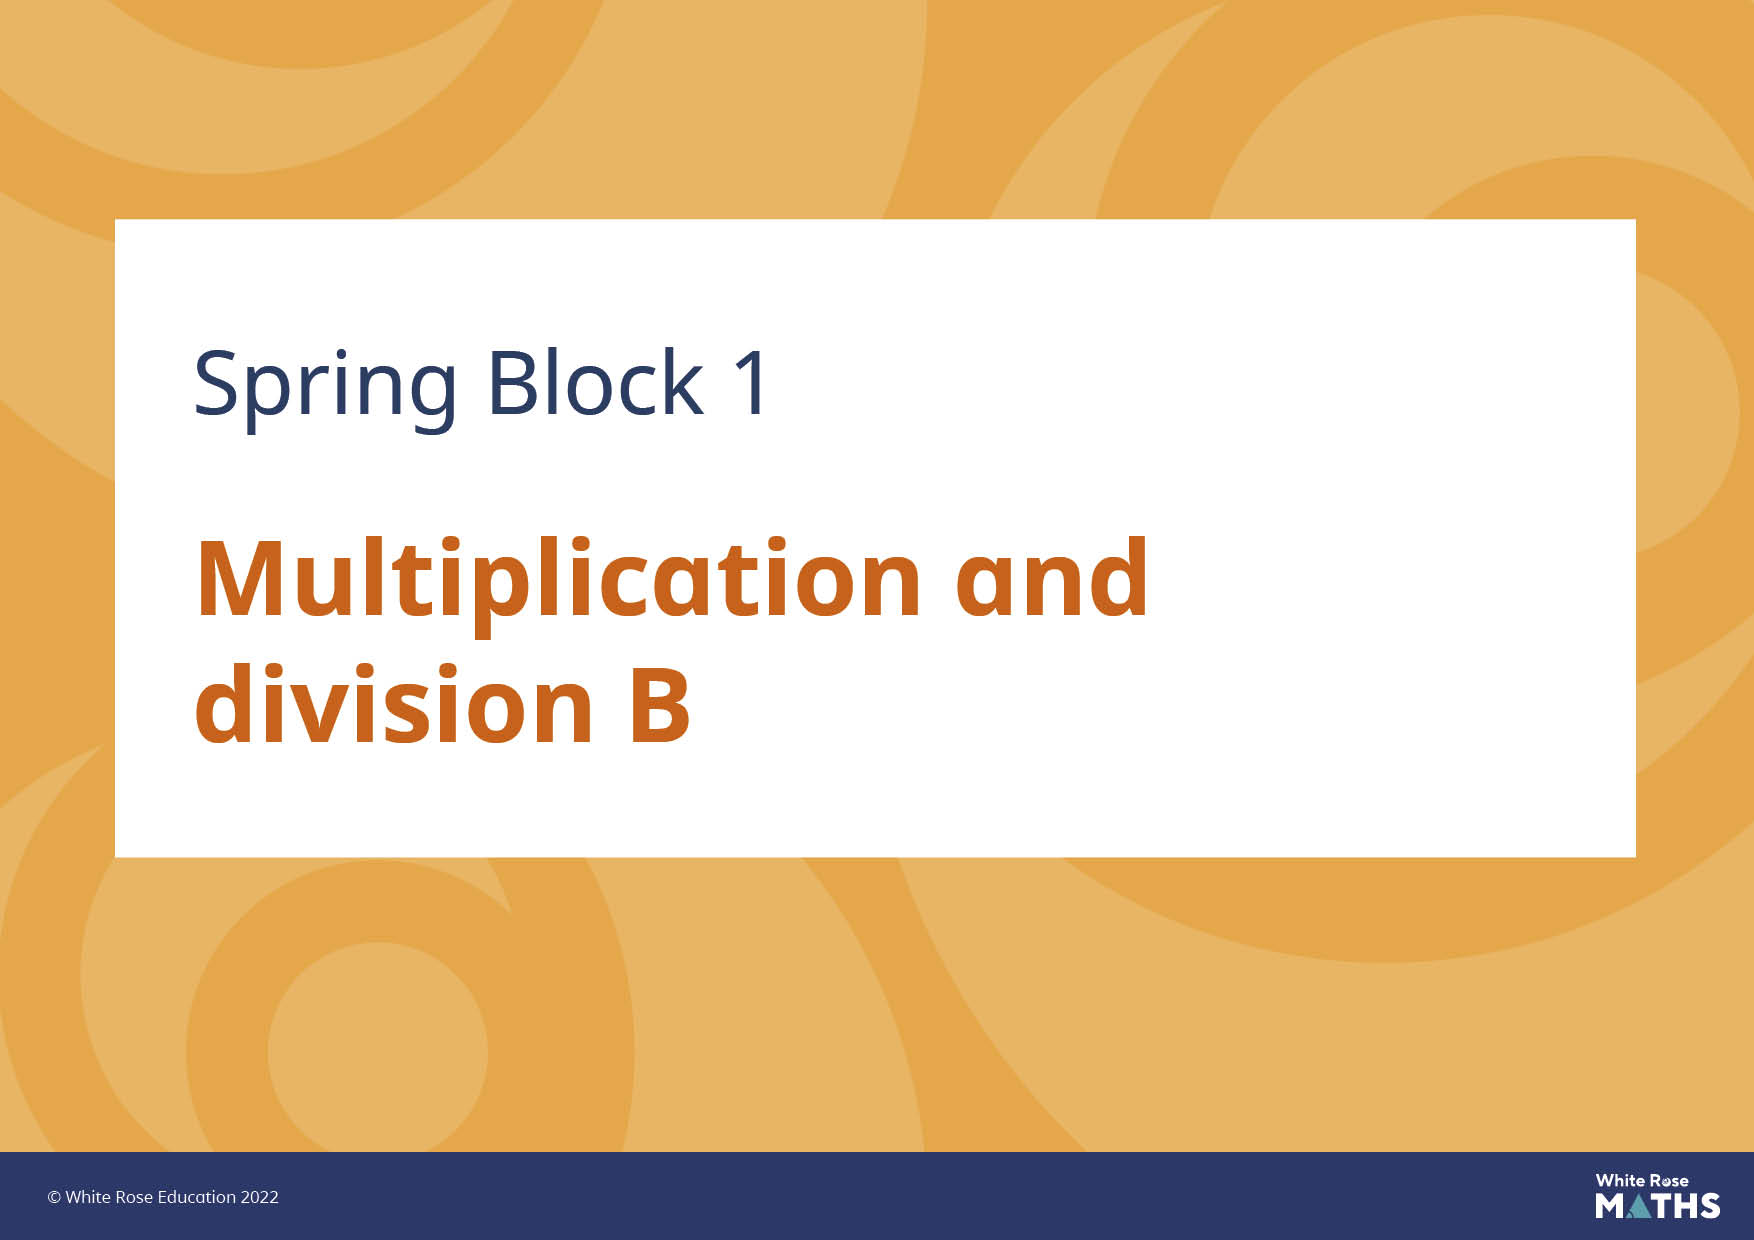 Spring Block 1
Multiplication and
division B
© White Rose Education 2022
White Rose
MATHS